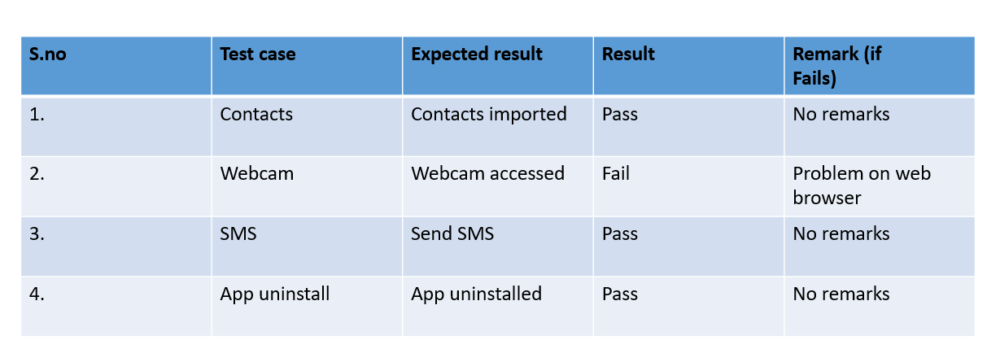 S.no Test case Expected result Result Remark (if
Fails)
1. Contacts Contacts imported Pass No remarks
2. Webcam Webcam accessed Fail Problem on web
browser
3. SMS Send SMS Pass No remarks
4. App uninstall App uninstalled Pass No remarks